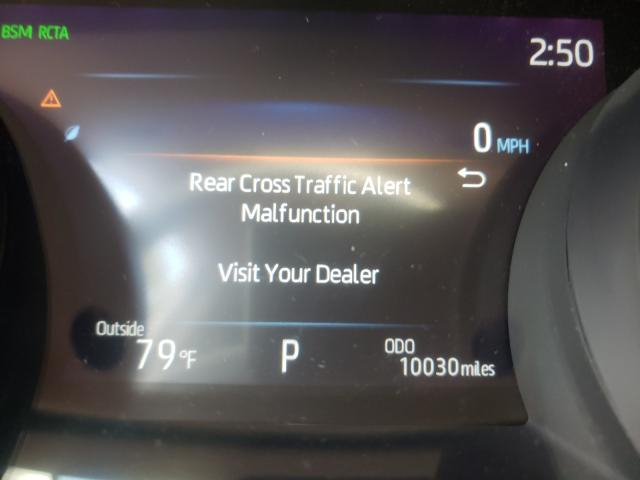 BSM RCTA
2:50
0 MPH
Rear Cross Traffic Alert
Malfunction
Visit Your Dealer
Outside
79°F
P
ODO
10030 miles